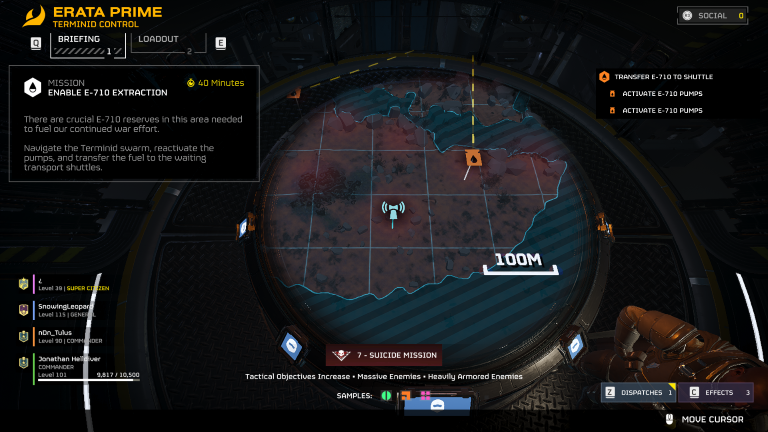 ERATA PRIME
TERMINID CONTROL
Q
BRIEFING
1
LOADOUT
2
E
SC
SOCIAL 0
MISSION
ENABLE E-710 EXTRACTION
40 Minutes
There are crucial E-710 reserves in this area needed
to fuel our continued war effort.
Navigate the Terminid swarm, reactivate the
pumps, and transfer the fuel to the waiting
transport shuttles.
TRANSFER E-710 TO SHUTTLE
ACTIVATE E-710 PUMPS
ACTIVATE E-710 PUMPS
100M
Level 39 | SUPER CITIZEN
SnowingLeopard
Level 115 | GENERAL
n0n_Tulus
Level 90 | COMMANDER
Jonathan Helldiver
COMMANDER
Level 101 9,817 / 10,500
7 - SUICIDE MISSION
Tactical Objectives Increase • Massive Enemies • Heavily Armored Enemies
SAMPLES:
Z DISPATCHES 1
C EFFECTS 3
MOVE CURSOR